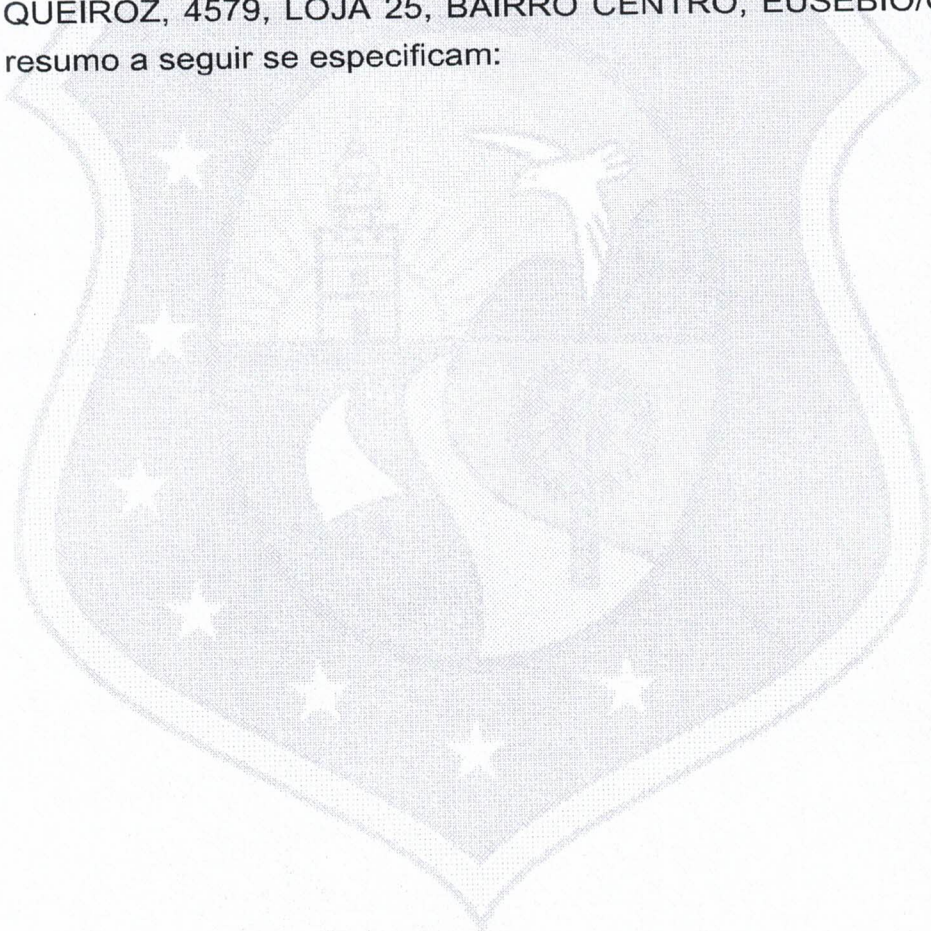 QUEIROZ, 4579, LOJA 25, BAIRRO CENTRO,
resumo a seguir se especificam: